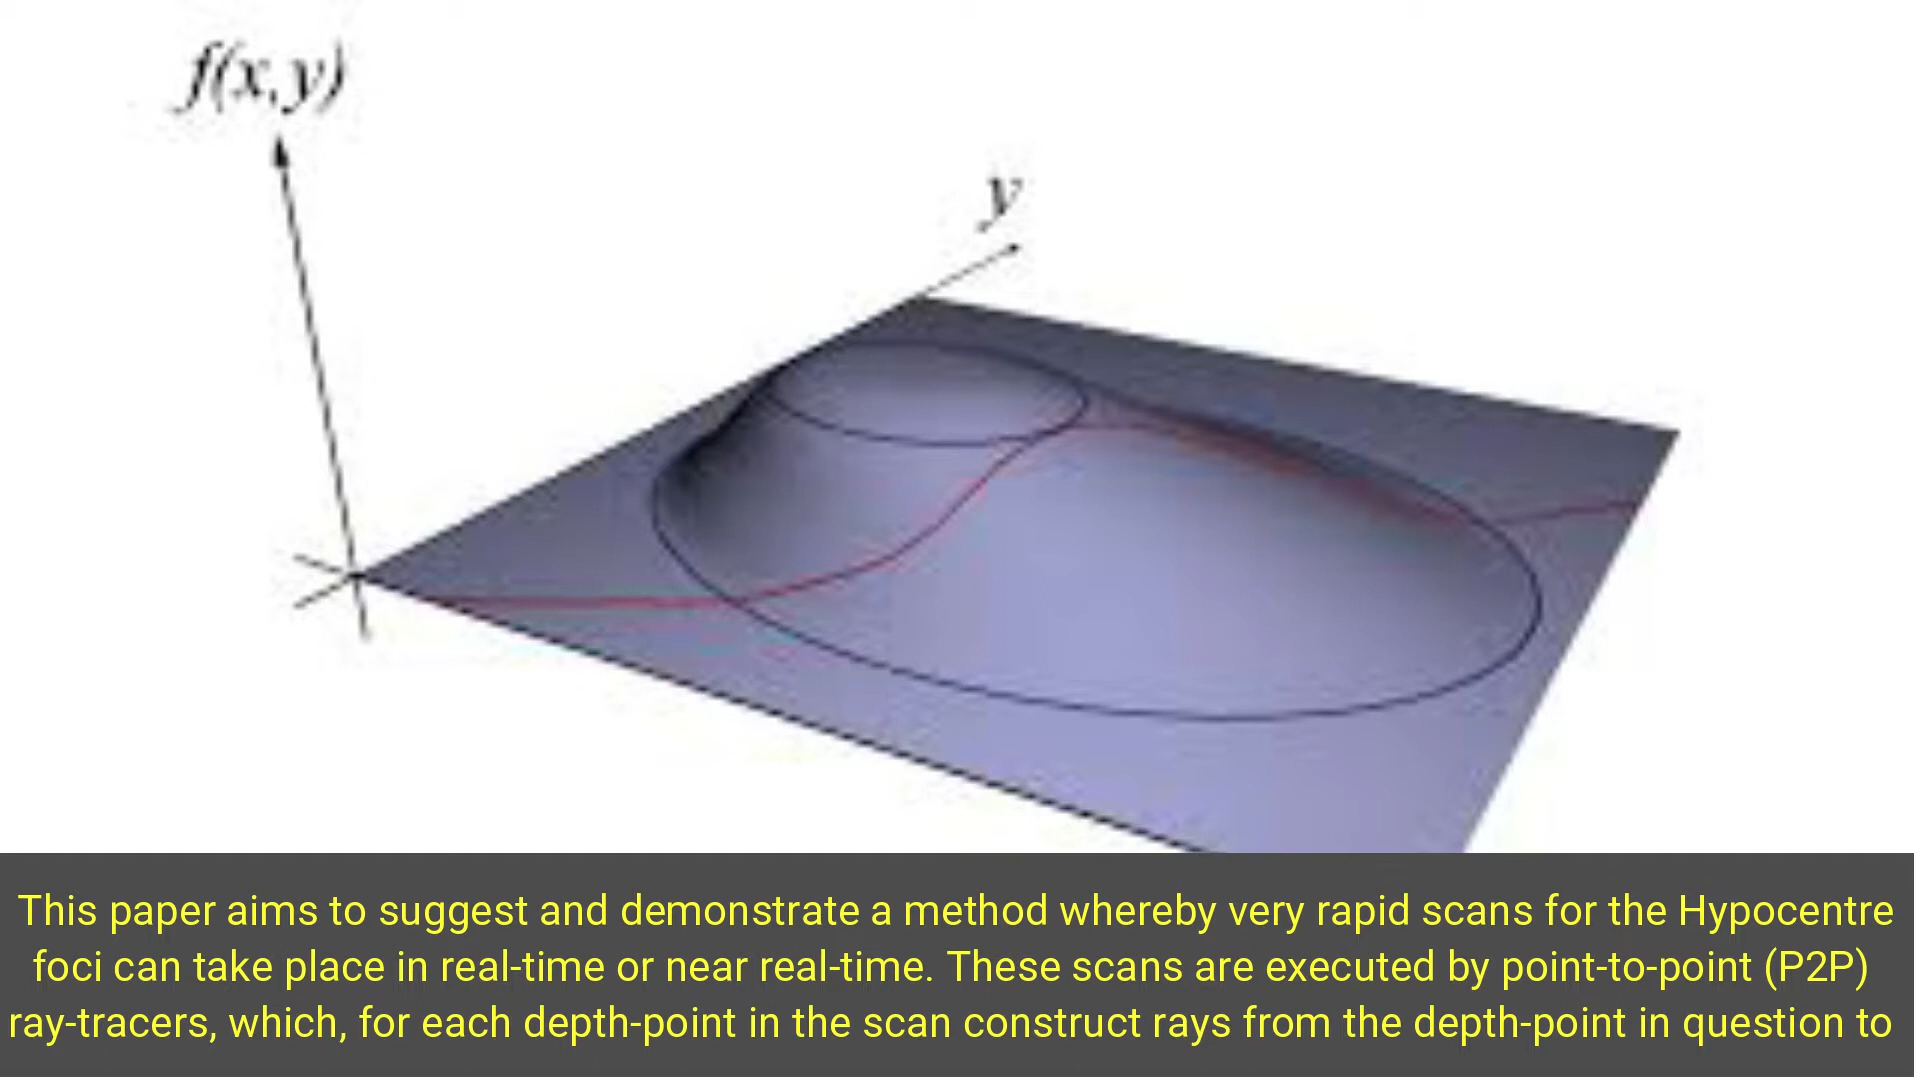 f(x,y)
y
This paper aims to suggest and demonstrate a method whereby very rapid scans for the Hypocentre
foci can take place in real-time or near real-time. These scans are executed by point-to-point (P2P)
ray-tracers, which, for each depth-point in the scan construct rays from the depth-point in question to